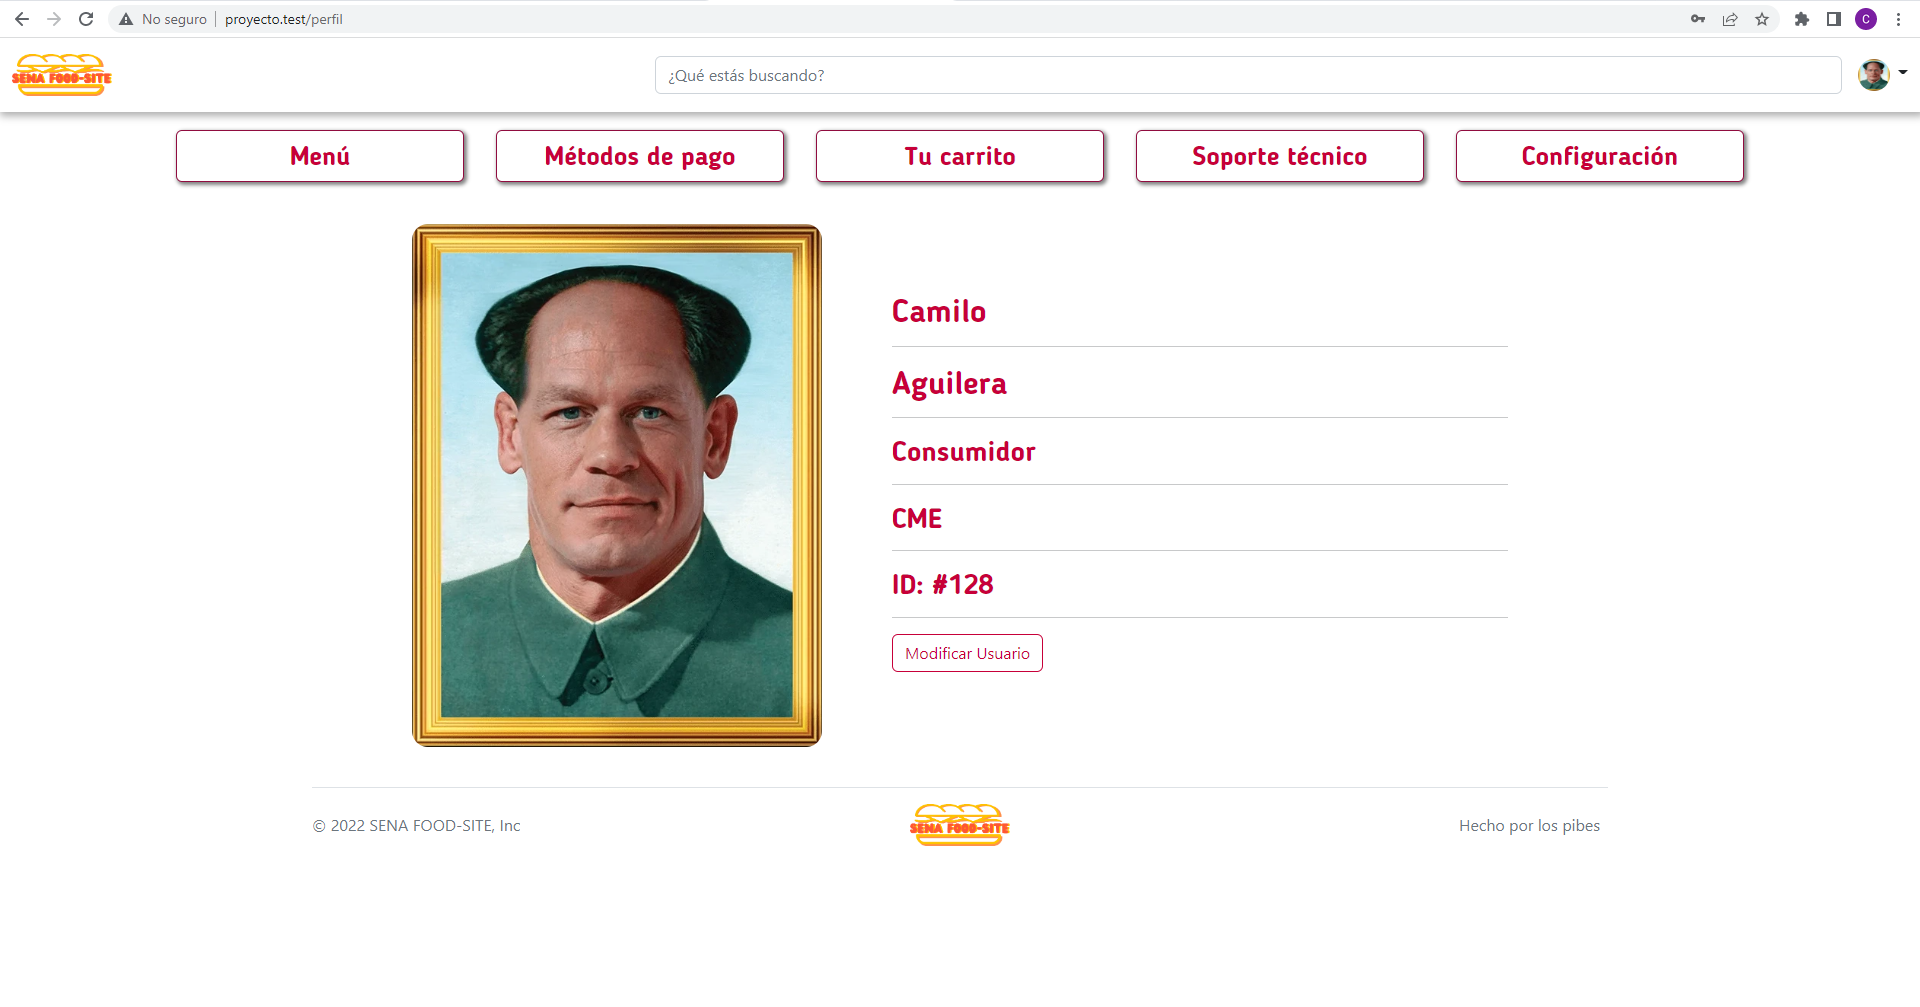 No seguro
proyecto.test/perfil
C
SENA FOOD-SITE
¿Qué estás buscando?
Menú
Métodos de pago
Tu carrito
Soporte técnico
Configuración
Camilo
Aguilera
Consumidor
CME
ID: #128
Modificar Usuario
© 2022 SENA FOOD-SITE, Inc
SENA FOOD-SITE
Hecho por los pibes